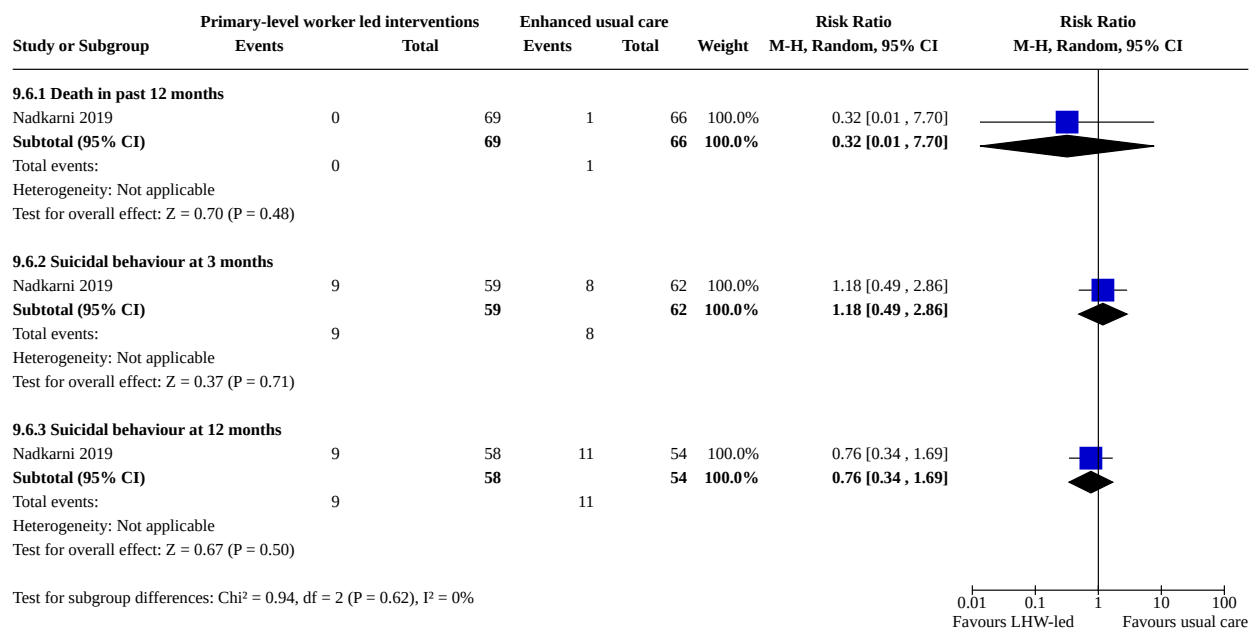 Primary-level worker led interventions Enhanced usual care Risk Ratio Risk Ratio
Study or Subgroup Events Total Events Total Weight M-H, Random, 95% CI M-H, Random, 95% CI
9.6.1 Death in past 12 months
Nadkarni 2019 0 69 1 66 100.0% 0.32 [0.01 , 7.70]
Subtotal (95% CI) 69 66 100.0% 0.32 [0.01 , 7.70]
Total events: 0 1
Heterogeneity: Not applicable
Test for overall effect: Z = 0.70 (P = 0.48)
9.6.2 Suicidal behaviour at 3 months
Nadkarni 2019 9 59 8 62 100.0% 1.18 [0.49 , 2.86]
Subtotal (95% CI) 59 62 100.0% 1.18 [0.49 , 2.86]
Total events: 9 8
Heterogeneity: Not applicable
Test for overall effect: Z = 0.37 (P = 0.71)
9.6.3 Suicidal behaviour at 12 months
Nadkarni 2019 9 58 11 54 100.0% 0.76 [0.34 , 1.69]
Subtotal (95% CI) 58 54 100.0% 0.76 [0.34 , 1.69]
Total events: 9 11
Heterogeneity: Not applicable
Test for overall effect: Z = 0.67 (P = 0.50)
Test for subgroup differences: Chi² = 0.94, df = 2 (P = 0.62), I² = 0%
0.01 0.1 1 10 100
Favours LHW-led Favours usual care